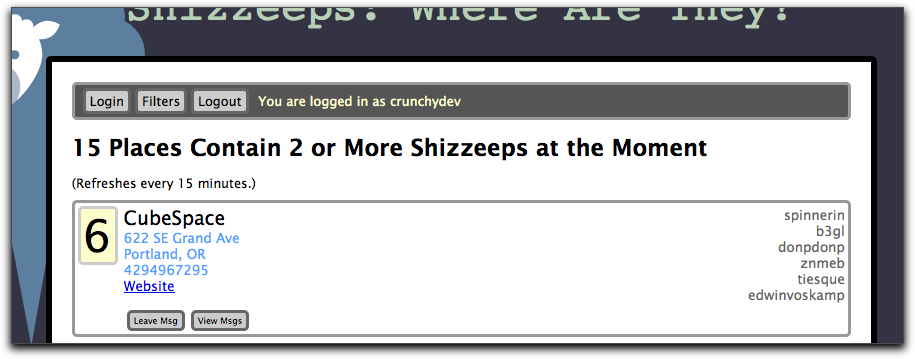 Shizzeeps: Where Are They?
Login Filters Logout You are logged in as crunchydev
15 Places Contain 2 or More Shizzeeps at the Moment
(Refreshes every 15 minutes.)
6
CubeSpace
622 SE Grand Ave
Portland, OR
4294967295
Website
Leave Msg View Msgs
spinnerin
b3gl
donpdonp
znmeb
tiesque
edwinvoskamp